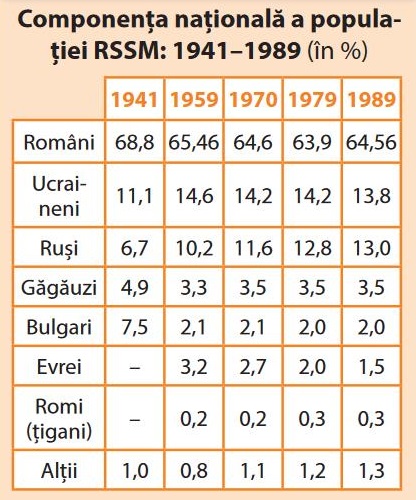 Componența națională a popula-
ției RSSM: 1941–1989 (în %)
1941 1959 1970 1979 1989
Români 68,8 65,46 64,6 63,9 64,56
Ucrai-
neni 11,1 14,6 14,2 14,2 13,8
Ruși 6,7 10,2 11,6 12,8 13,0
Găgăuzi 4,9 3,3 3,5 3,5 3,5
Bulgari 7,5 2,1 2,1 2,0 2,0
Evrei – 3,2 2,7 2,0 1,5
Romi
(țigani) – 0,2 0,2 0,3 0,3
Alții 1,0 0,8 1,1 1,2 1,3